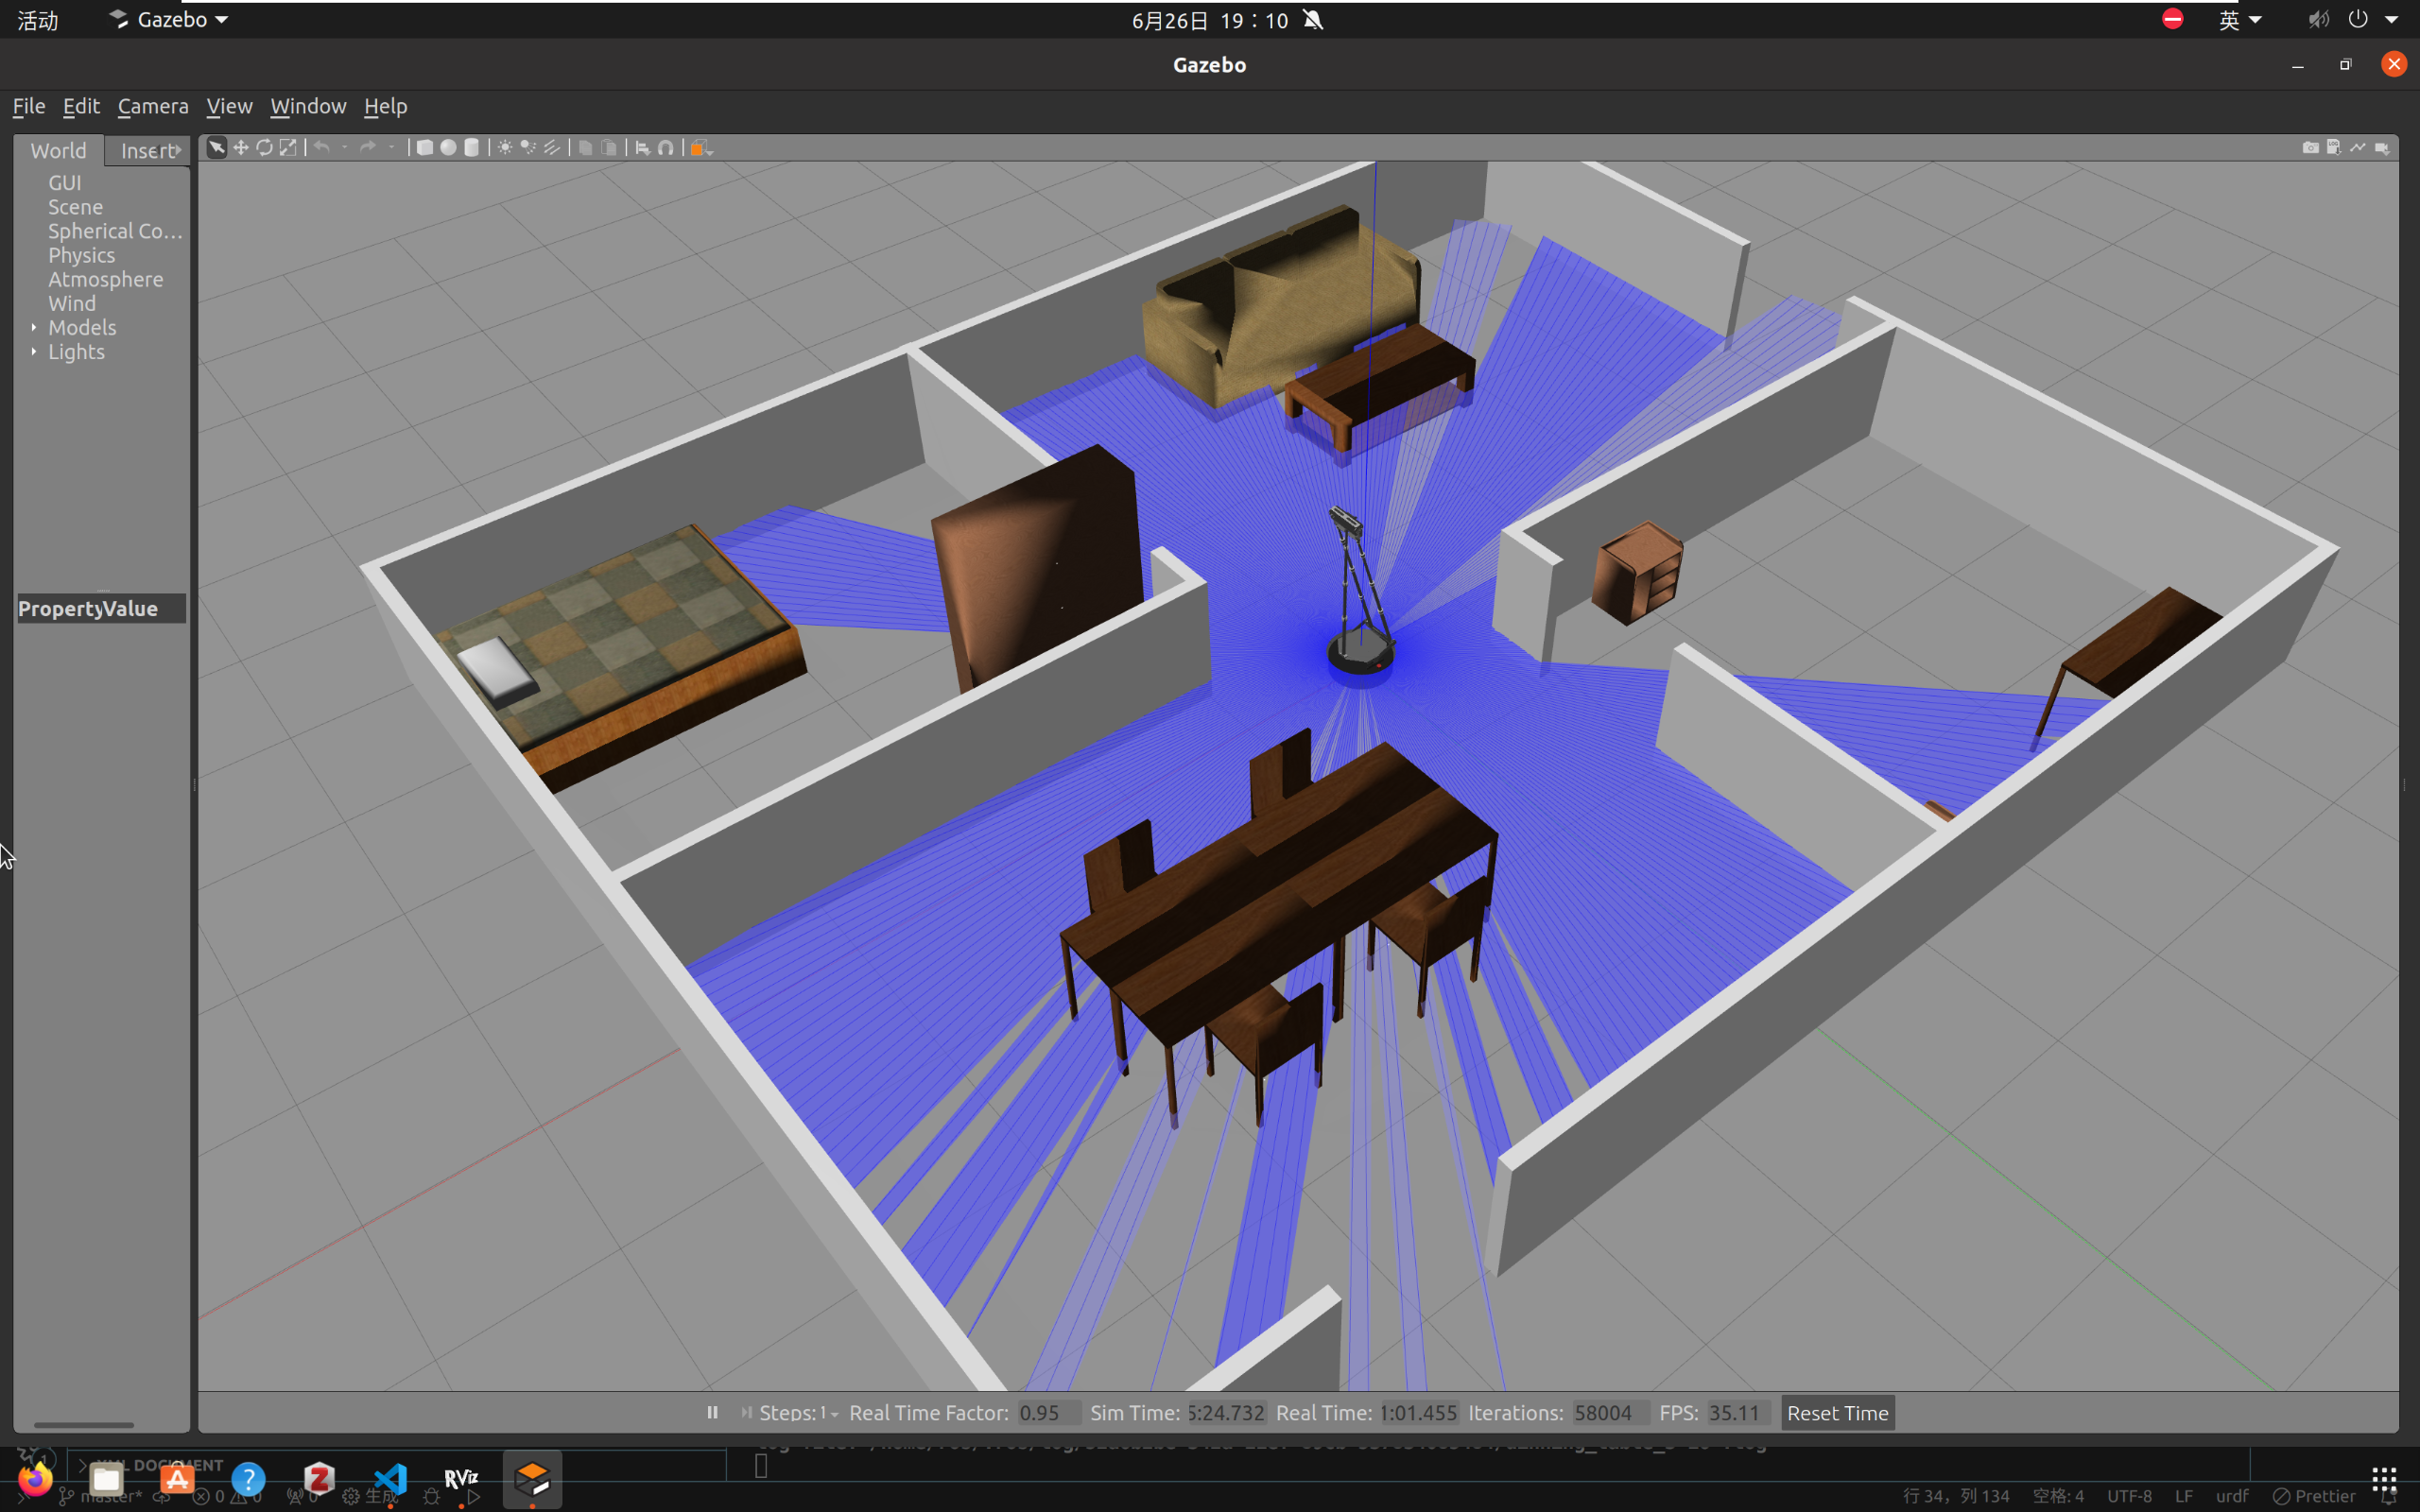 活动 Gazebo 6月26日 19：10 英
Gazebo
File Edit Camera View Window Help
World Insert
GUI
Scene
Spherical Co…
Physics
Atmosphere
Wind
Models
Lights
Property Value
Steps: 1 Real Time Factor: 0.95 Sim Time: 5:24.732 Real Time: 1:01.455 Iterations: 58004 FPS: 35.11 Reset Time
DOCUMENT
RViz
master* 0 0 0 生成 行 34，列 134 空格: 4 UTF-8 LF urdf Prettier